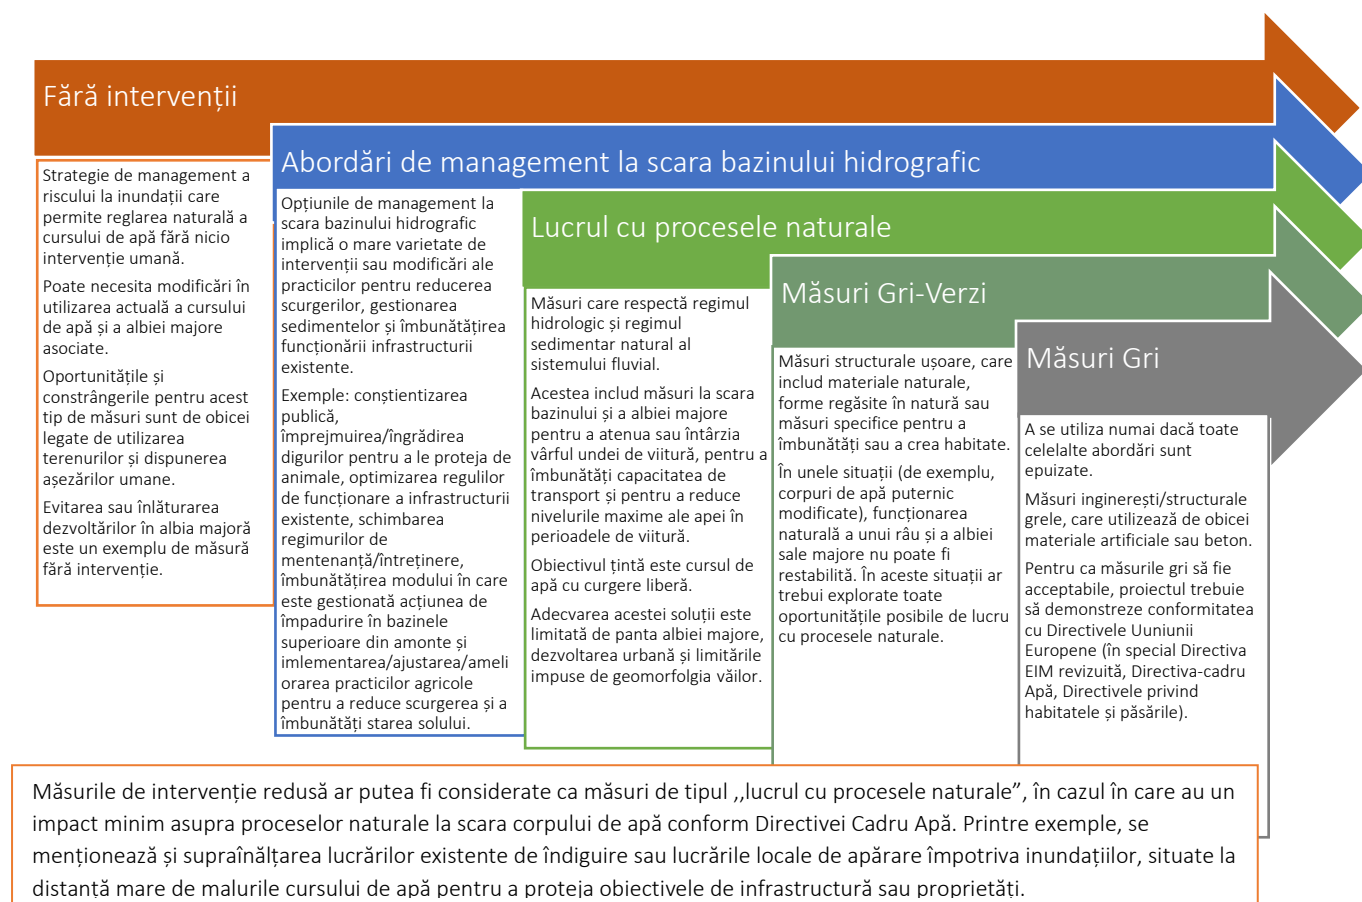 Fără intervenții
Strategie de management a
riscului la inundații care
permite reglarea naturală a
cursului de apă fără nicio
intervenție umană.
Poate necesita modificări în
utilizarea actuală a cursului
de apă și a albiei majore
asociate.
Oportunitățile și
constrângerile pentru acest
tip de măsuri sunt de obicei
legate de utilizarea
terenurilor și dispunerea
așezărilor umane.
Evitarea sau înlăturarea
dezvoltărilor în albia majoră
este un exemplu de măsură
fără intervenție.
Abordări de management la scara bazinului hidrografic
Opțiunile de management la
scara bazinului hidrografic
implică o mare varietate de
intervenții sau modificări ale
practicilor pentru reducerea
scurgerilor, gestionarea
sedimentelor și îmbunătățirea
funcționării infrastructurii
existente.
Exemple: conștientizarea
publică,
împrejmuirea/îngrădirea
digurilor pentru a le proteja de
animale, optimizarea regulilor
de funcționare a infrastructurii
existente, schimbarea
regimurilor de
mentenanță/întreținere,
îmbunătățirea modului în care
este gestionată acțiunea de
împadurire în bazinele
superioare din amonte și
imlementarea/ajustarea/ameli
orarea practicilor agricole
pentru a reduce scurgerea și a
îmbunătăți starea solului.
Lucrul cu procesele naturale
Măsuri care respectă regimul
hidrologic și regimul
sedimentar natural al
sistemului fluvial.
Acestea includ măsuri la scara
bazinului și a albiei majore
pentru a atenua sau întârzia
vârful undei de viitură, pentru a
îmbunătăți capacitatea de
transport și pentru a reduce
nivelurile maxime ale apei în
perioadele de viitură.
Obiectivul țintă este cursul de
apă cu curgere liberă.
Adecvarea acestei soluții este
limitată de panta albiei majore,
dezvoltarea urbană și limitările
impuse de geomorfolgia văilor.
Măsuri Gri-Verzi
Măsuri structurale ușoare, care
includ materiale naturale,
forme regăsite în natură sau
măsuri specifice pentru a
îmbunătăți sau a crea habitate.
În unele situații (de exemplu,
corpuri de apă puternic
modificate), funcționarea
naturală a unui râu și a albiei
sale majore nu poate fi
restabilită. În aceste situații ar
trebui explorate toate
oportunitățile posibile de lucru
cu procesele naturale.
Măsuri Gri
A se utiliza numai dacă toate
celelalte abordări sunt
epuizate.
Măsuri inginerești/structurale
grele, care utilizează de obicei
materiale artificiale sau beton.
Pentru ca măsurile gri să fie
acceptabile, proiectul trebuie
să demonstreze conformitatea
cu Directivele Uuniunii
Europene (în special Directiva
EIM revizuită, Directiva-cadru
Apă, Directivele privind
habitatele și păsările).
Măsurile de intervenție redusă ar putea fi considerate ca măsuri de tipul ,,lucrul cu procesele naturale”, în cazul în care au un
impact minim asupra proceselor naturale la scara corpului de apă conform Directivei Cadru Apă. Printre exemple, se
menționează și supraînălțarea lucrărilor existente de îndiguire sau lucrările locale de apărare împotriva inundațiilor, situate la
distanță mare de malurile cursului de apă pentru a proteja obiectivele de infrastructură sau proprietăți.